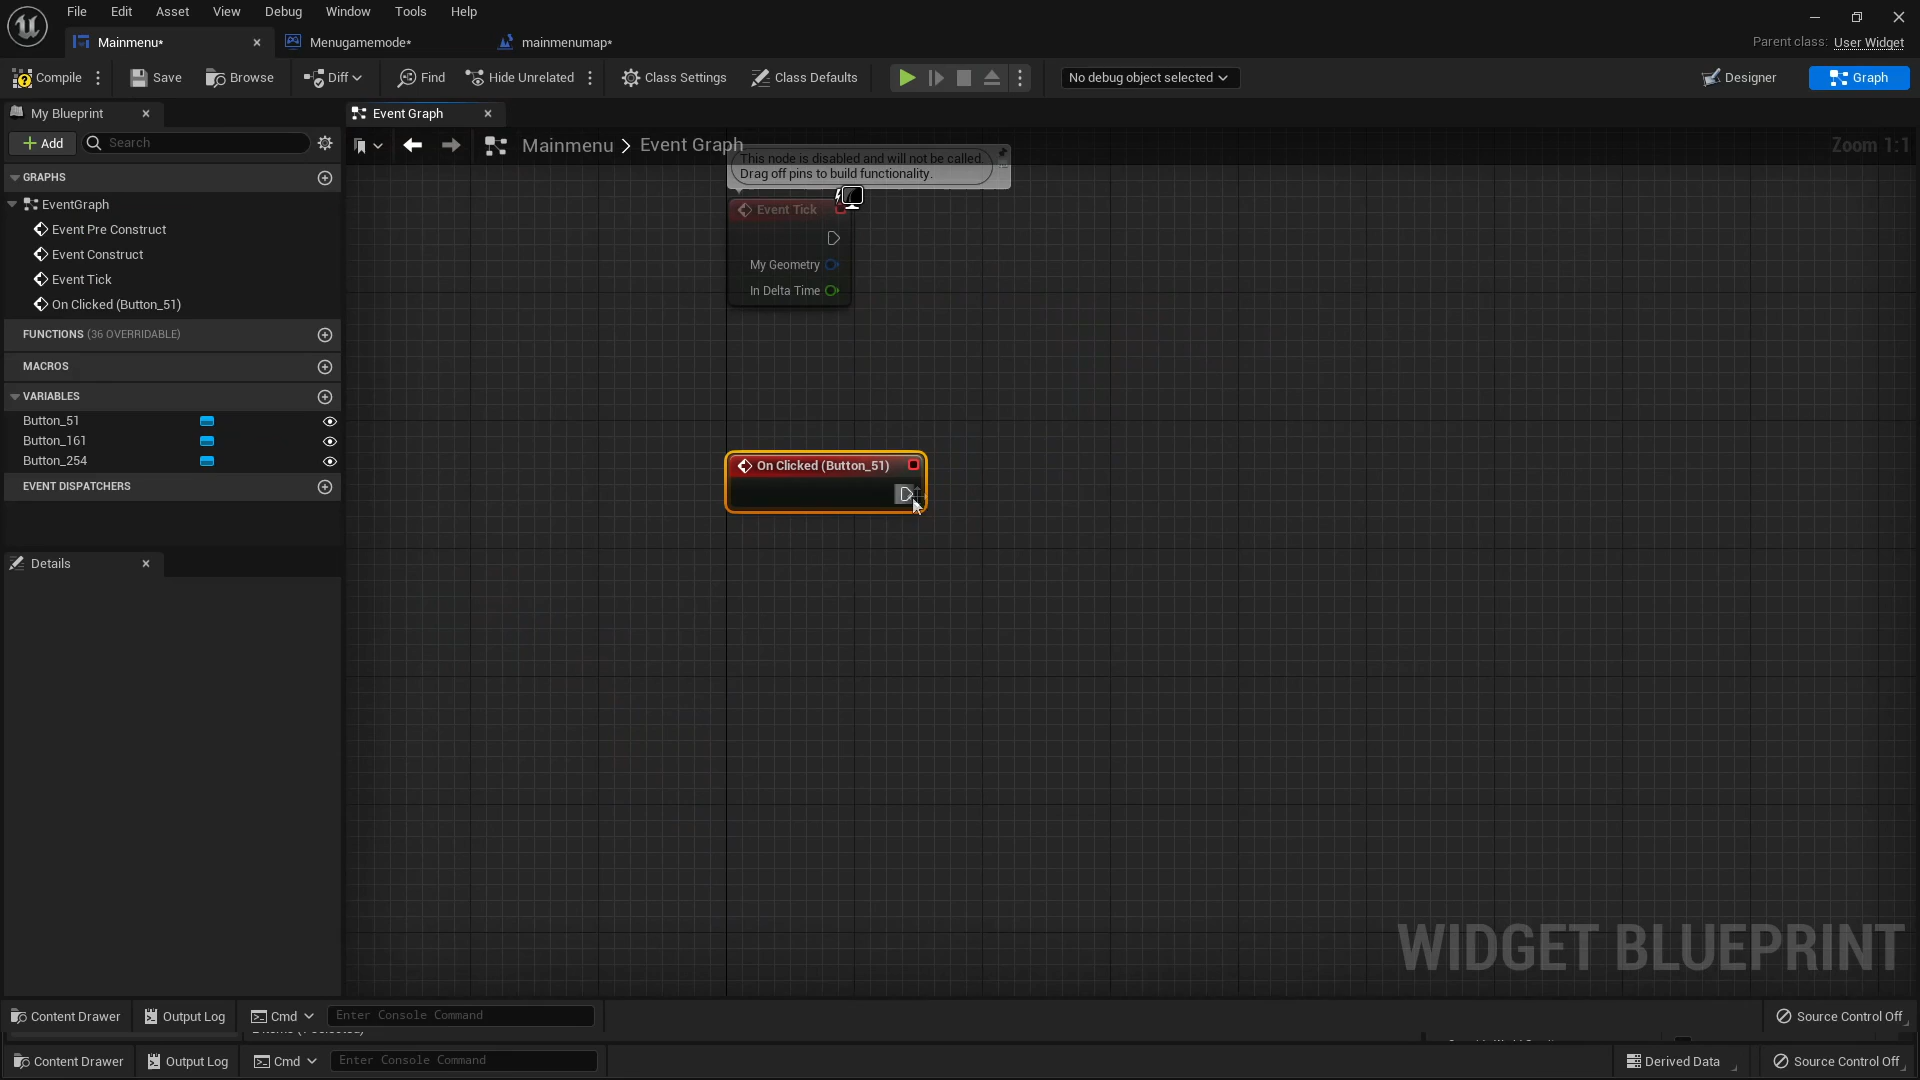 File Edit Asset View Debug Window Tools Help
Mainmenu*
Menugamemode*
mainmenumap*
Parent class: User Widget
Compile
Save
Browse
Diff
Find
Hide Unrelated
Class Settings
Class Defaults
No debug object selected
Designer
Graph
My Blueprint
Event Graph
Add
Search
Mainmenu > Event Graph
Zoom 1:1
This node is disabled and will not be called.
Drag off pins to build functionality.
GRAPHS
EventGraph
Event Pre Construct
Event Construct
Event Tick
On Clicked (Button_51)
FUNCTIONS (36 OVERRIDABLE)
MACROS
VARIABLES
Button_51
Button_161
Button_254
EVENT DISPATCHERS
Details
Event Tick
My Geometry
In Delta Time
On Clicked (Button_51)
WIDGET BLUEPRINT
Content Drawer
Output Log
Cmd
Enter Console Command
Source Control Off
Content Drawer
Output Log
Cmd
Enter Console Command
Derived Data
Source Control Off